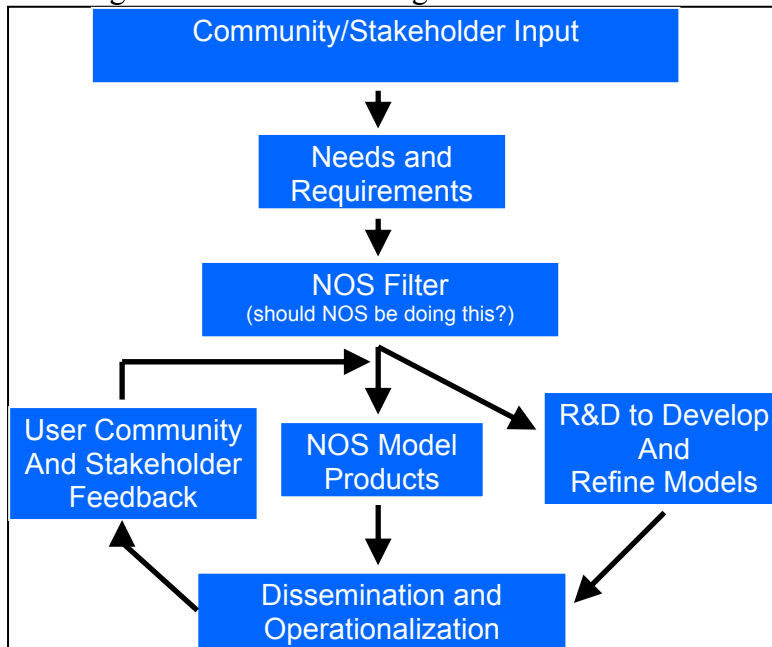 Community/Stakeholder Input
Needs and
Requirements
NOS Filter
(should NOS be doing this?)
User Community
And Stakeholder
Feedback
NOS Model
Products
R&D to Develop
And
Refine Models
Dissemination and
Operationalization